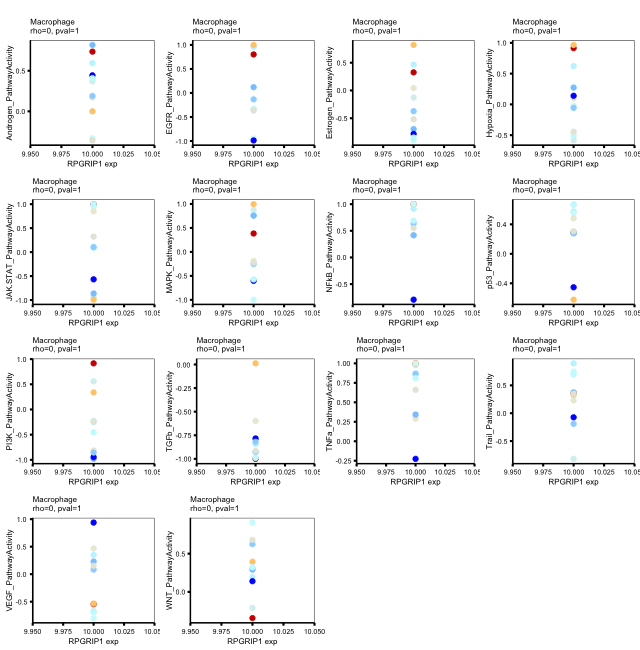 Macrophage
rho=0, pval=1
Androgen_PathwayActivity
0.5
0.0
9.950 9.975 10.000 10.025 10.05
RPGRIP1 exp
Macrophage
rho=0, pval=1
EGFR_PathwayActivity
1.0
0.5
0.0
-0.5
-1.0
9.950 9.975 10.000 10.025 10.05
RPGRIP1 exp
Macrophage
rho=0, pval=1
Estrogen_PathwayActivity
0.5
0.0
-0.5
9.950 9.975 10.000 10.025 10.05
RPGRIP1 exp
Macrophage
rho=0, pval=1
Hypoxia_PathwayActivity
1.0
0.5
0.0
-0.5
9.950 9.975 10.000 10.025 10.050
RPGRIP1 exp
Macrophage
rho=0, pval=1
JAK.STAT_PathwayActivity
1.0
0.5
0.0
-0.5
-1.0
9.950 9.975 10.000 10.025 10.05
RPGRIP1 exp
Macrophage
rho=0, pval=1
MAPK_PathwayActivity
1.0
0.5
0.0
-0.5
-1.0
9.950 9.975 10.000 10.025 10.05
RPGRIP1 exp
Macrophage
rho=0, pval=1
NFkB_PathwayActivity
1.0
0.5
0.0
-0.5
9.950 9.975 10.000 10.025 10.05
RPGRIP1 exp
Macrophage
rho=0, pval=1
p53_PathwayActivity
0.4
0.0
-0.4
9.950 9.975 10.000 10.025 10.050
RPGRIP1 exp
Macrophage
rho=0, pval=1
PI3K_PathwayActivity
1.0
0.5
0.0
-0.5
-1.0
9.950 9.975 10.000 10.025 10.05
RPGRIP1 exp
Macrophage
rho=0, pval=1
TGFb_PathwayActivity
0.00
-0.25
-0.50
-0.75
-1.00
9.950 9.975 10.000 10.025 10.05
RPGRIP1 exp
Macrophage
rho=0, pval=1
TNFa_PathwayActivity
1.00
0.75
0.50
0.25
0.00
-0.25
9.950 9.975 10.000 10.025 10.05
RPGRIP1 exp
Macrophage
rho=0, pval=1
Trail_PathwayActivity
0.5
0.0
-0.5
9.950 9.975 10.000 10.025 10.050
RPGRIP1 exp
Macrophage
rho=0, pval=1
VEGF_PathwayActivity
1.0
0.5
0.0
-0.5
9.950 9.975 10.000 10.025 10.05
RPGRIP1 exp
Macrophage
rho=0, pval=1
WNT_PathwayActivity
0.5
0.0
9.950 9.975 10.000 10.025 10.050
RPGRIP1 exp